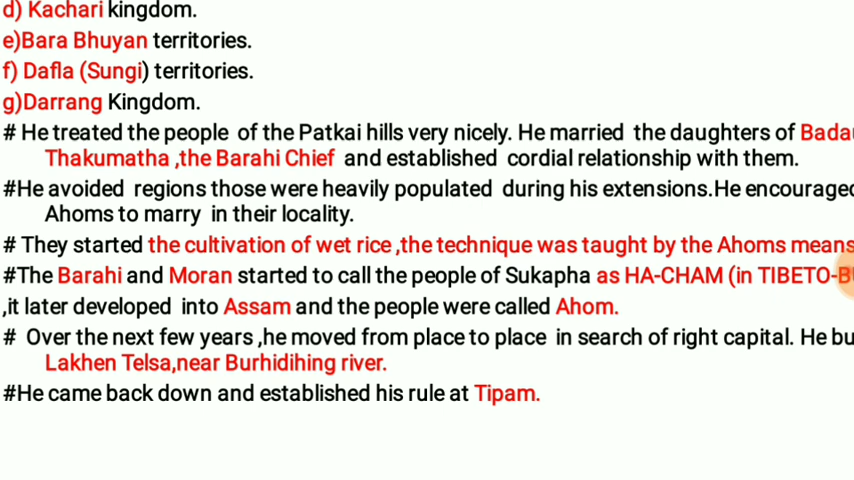 d) Kachari kingdom.
e)Bara Bhuyan territories.
f) Dafla (Sungi) territories.
g)Darrang Kingdom.
# He treated the people of the Patkai hills very nicely. He married the daughters of
Thakumatha ,the Barahi Chief and established cordial relationship with them.
#He avoided regions those were heavily populated during his extensions.He encouraged
Ahoms to marry in their locality.
# They started the cultivation of wet rice ,the technique was taught by the Ahoms means
#The Barahi and Moran started to call the people of Sukapha as HA-CHAM (in
,it later developed into Assam and the people were called Ahom.
# Over the next few years ,he moved from place to place in search of right capital. He
Lakhen Telsa,near Burhidihing river.
#He came back down and established his rule at Tipam.